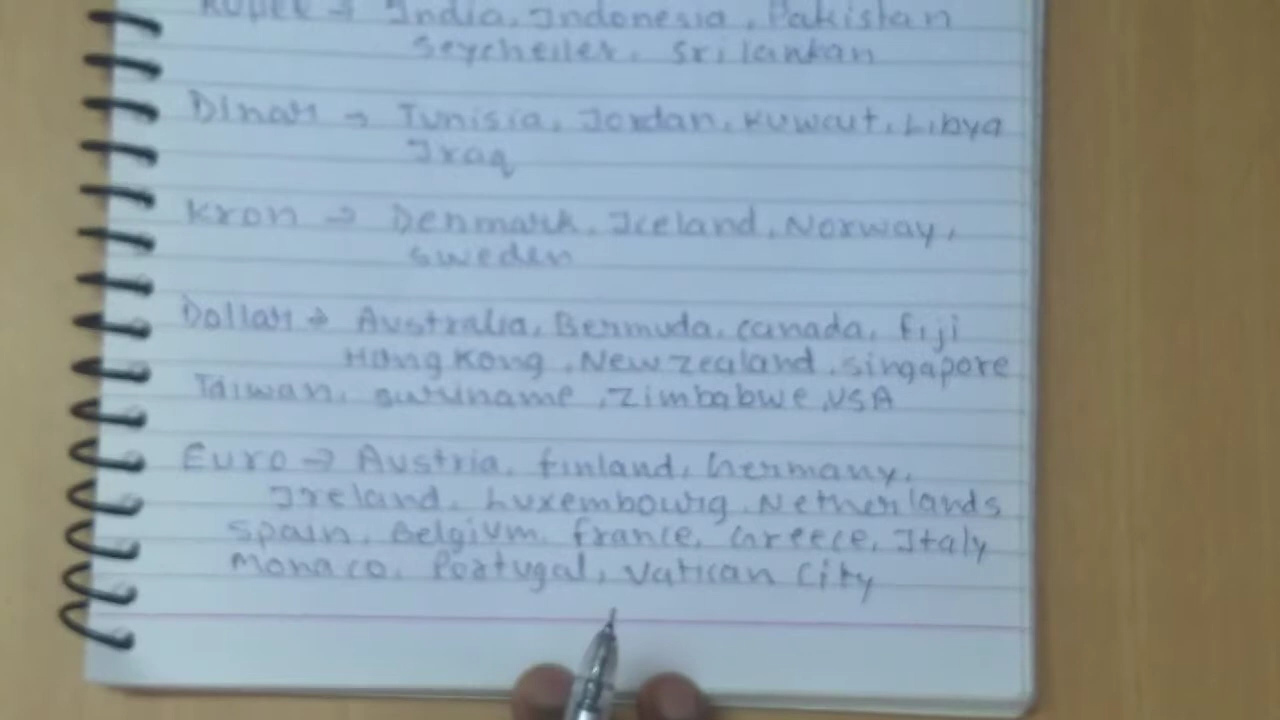 Rupee → India, Indonesia, Pakistan
Seychelles, Srilankan
Dinar → Tunisia, Jordan, Kuwait, Libya
Iraq
Kron → Denmark, Iceland, Norway,
Sweden
Dollar → Australia, Bermuda, Canada, Fiji
Hong Kong, New zealand, Singapore
Taiwan, Suriname, Zimbabwe, USA
Euro → Austria, Finland, Germany,
Ireland, Luxembourg, Netherlands
Spain, Belgium, France, Greece, Italy
Monaco, Portugal, Vatican City